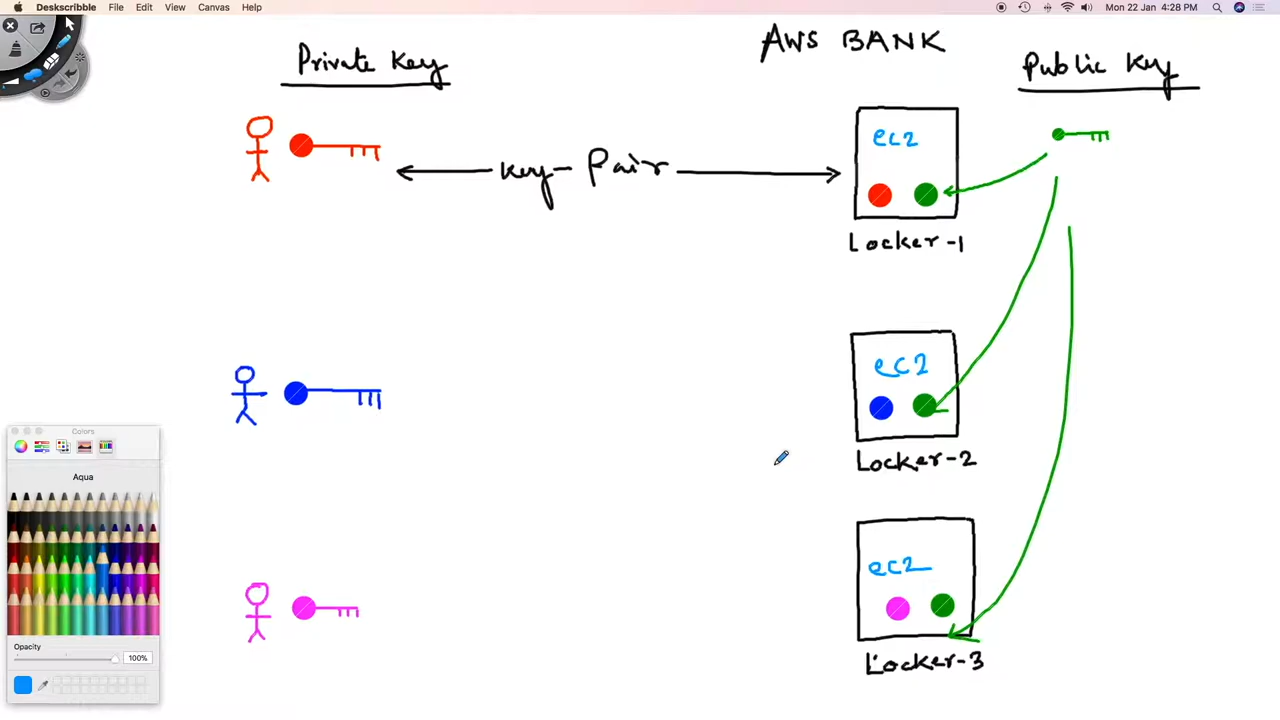 Deskscribble File Edit View Canvas Help
Mon 22 Jan 4:28 PM
AWS BANK
Private Key
Public Key
ec2
Key-Pair
Locker-1
ec2
Locker-2
Colors
Aqua
ec2
Opacity
100%
Locker-3